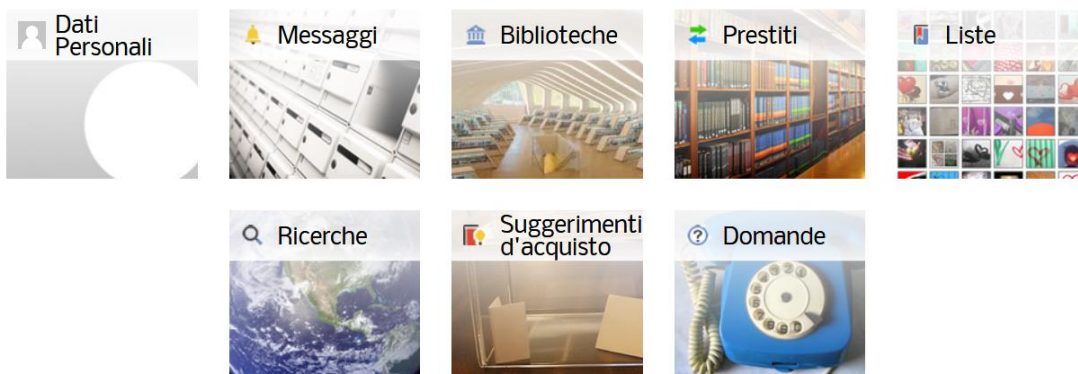 Dati
Personali
Messaggi
Biblioteche
Prestiti
Liste
Ricerche
Suggerimenti
d'acquisto
Domande